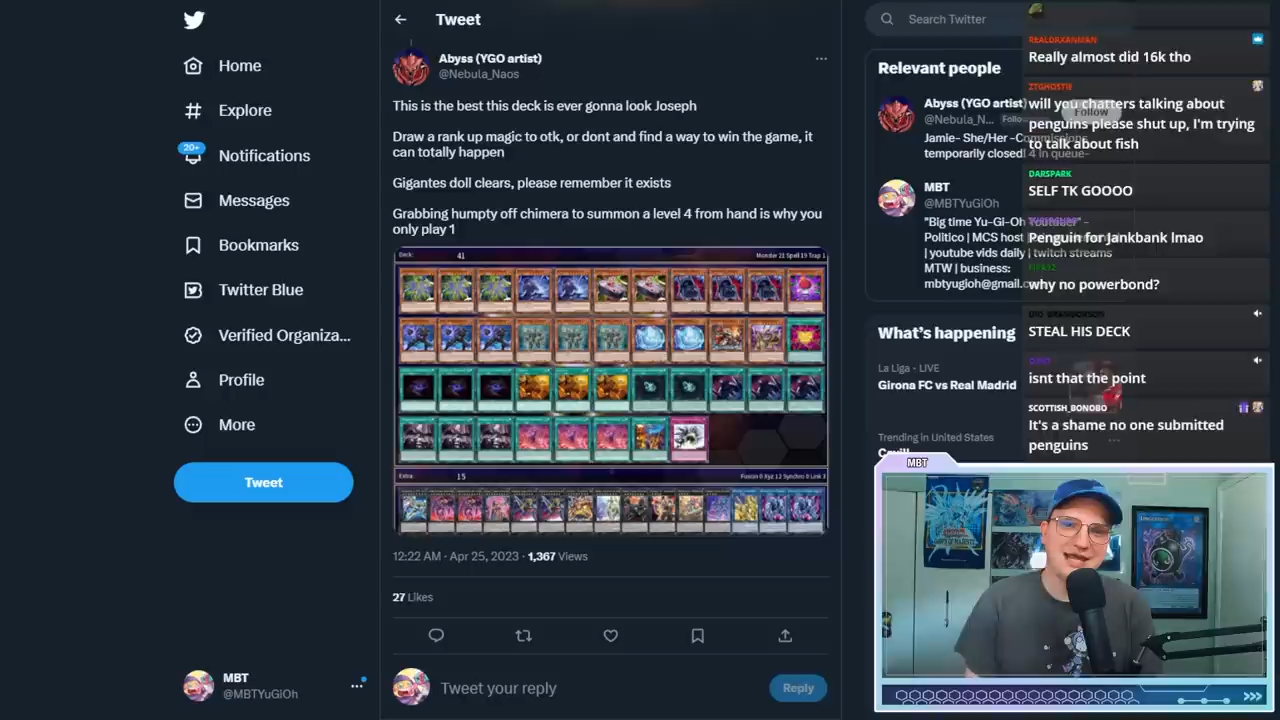 Home
Explore
20+
Notifications
Messages
Bookmarks
Twitter Blue
Verified Organiza...
Profile
More
Tweet
MBT
@MBTYuGiOh
Tweet
Abyss (YGO artist)
@Nebula_Naos
This is the best this deck is ever gonna look Joseph
Draw a rank up magic to otk, or dont and find a way to win the game, it
can totally happen
Gigantes doll clears, please remember it exists
Grabbing humpty off chimera to summon a level 4 from hand is why you
only play 1
Deck: 41 Monster 21 Spell 19 Trap 1
Extra: 15 Fusion 0 Xyz 12 Synchro 0 Link 3
12:22 AM · Apr 25, 2023 · 1,367 Views
27 Likes
Tweet your reply
Reply
Search Twitter
Relevant people
Abyss (YGO artist)
@Nebula_N...
Follow
Jamie- She/Her -Commissions
temporarily closed! 4 in queue-
MBT
@MBTYuGiOh
"Big time Yu-Gi-Oh Youtuber" –
Politico | MCS host
| youtube vids daily | twitch streams
MTW | business:
mbtyugioh@gmail.c
What's happening
La Liga · LIVE
Girona FC vs Real Madrid
Trending in United States
REALDRXANMAN
Really almost did 16k tho
ZTGHOSTIE
will you chatters talking about
penguins please shut up, I'm trying
to talk about fish
DARSPARK
SELF TK GOOOO
Penguin for Jankbank lmao
why no powerbond?
STEAL HIS DECK
isnt that the point
SCOTTISH_BONOBO
It's a shame no one submitted
penguins
MBT